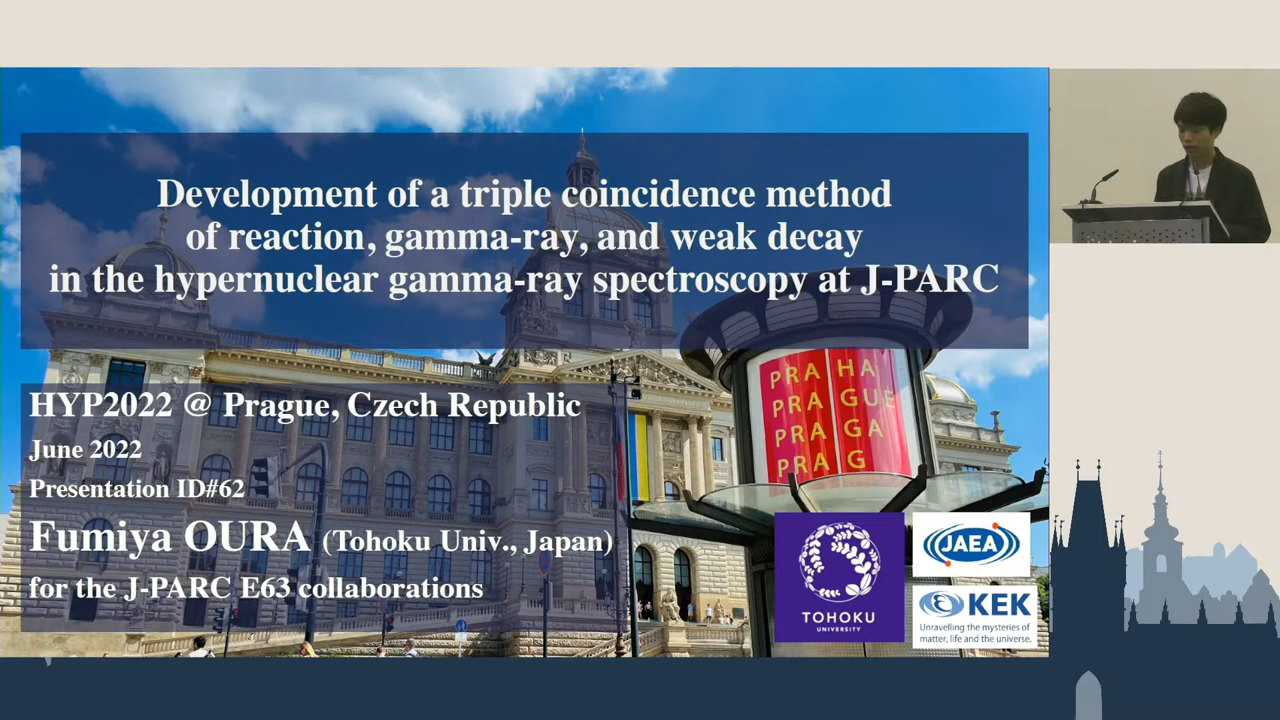 Development of a triple coincidence method
of reaction, gamma-ray, and weak decay
in the hypernuclear gamma-ray spectroscopy at J-PARC
HYP2022 @ Prague, Czech Republic
June 2022
Presentation ID#62
Fumiya OURA (Tohoku Univ., Japan)
for the J-PARC E63 collaborations
PRA HA
PRA GUE
PRA GA
PRA G
TOHOKU
UNIVERSITY
JAEA
KEK
Unravelling the mysteries of
matter, life and the universe.